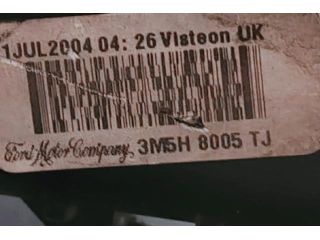 1JUL2004 04: 26 Visteon UK
Ford Motor Company, 3M5H 8005 TJ